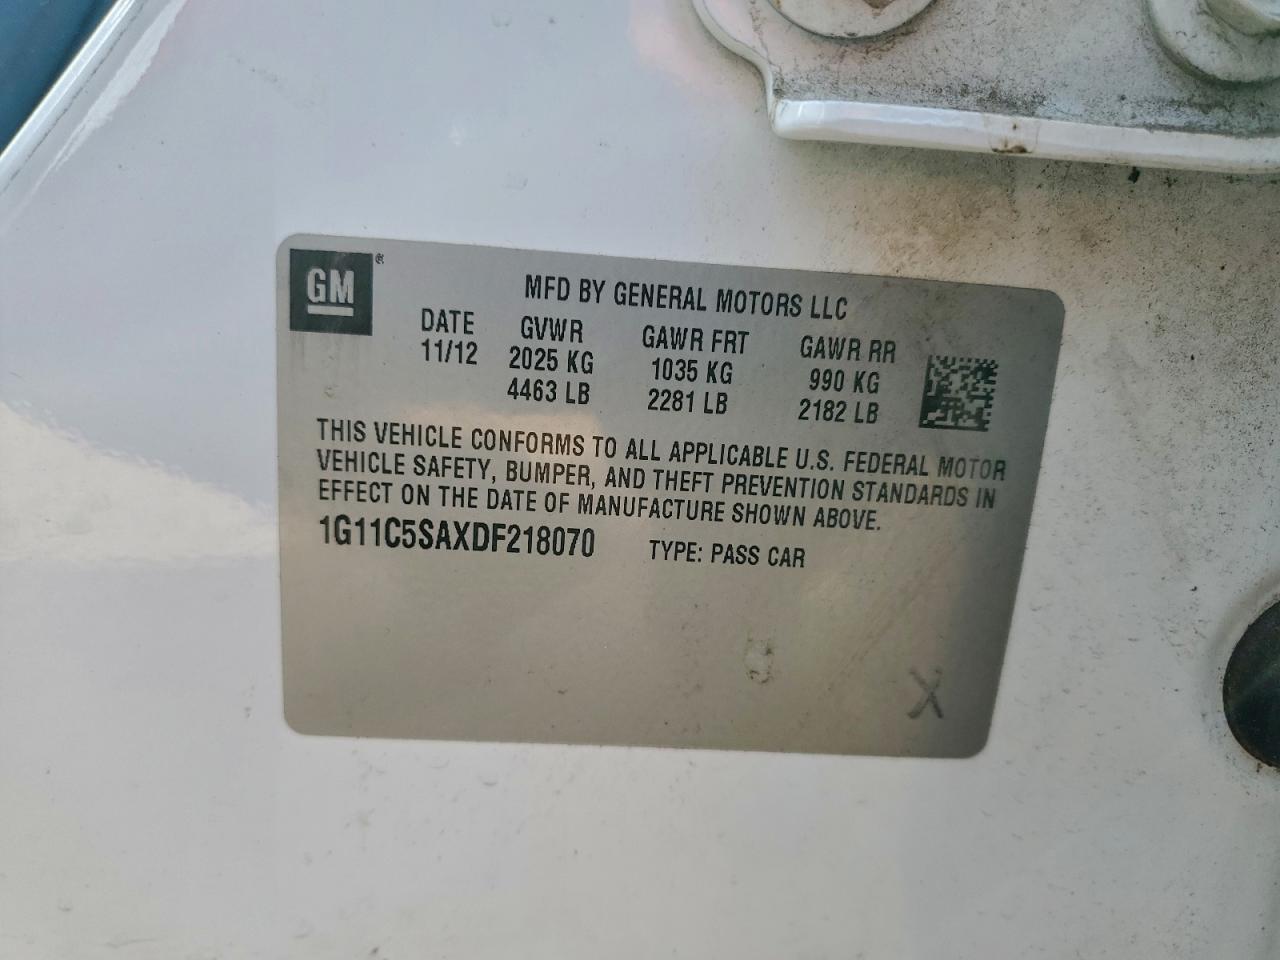 GM®
MFD BY GENERAL MOTORS LLC
DATE GVWR GAWR FRT GAWR RR
11/12 2025 KG 1035 KG 990 KG
4463 LB 2281 LB 2182 LB
THIS VEHICLE CONFORMS TO ALL APPLICABLE U.S. FEDERAL MOTOR
VEHICLE SAFETY, BUMPER, AND THEFT PREVENTION STANDARDS IN
EFFECT ON THE DATE OF MANUFACTURE SHOWN ABOVE.
1G11C5SAXDF218070 TYPE: PASS CAR
X